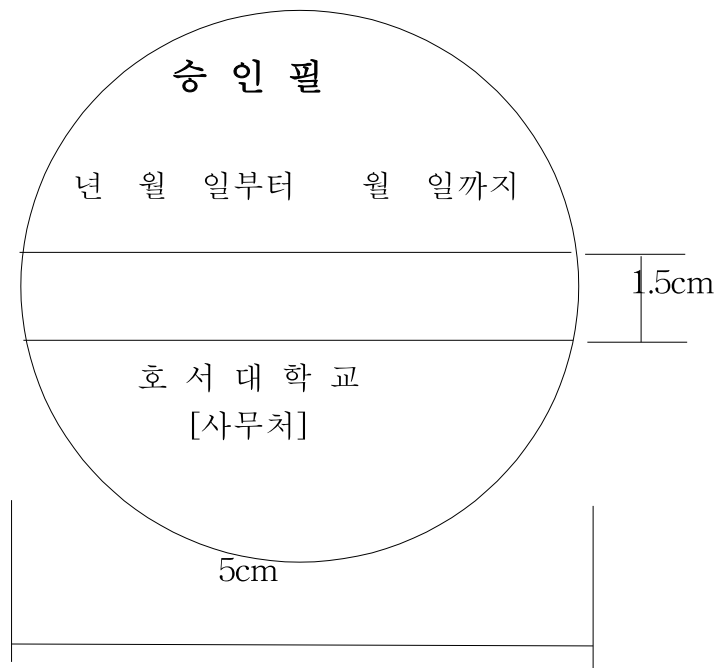 승 인 필
년 월 일부터 월 일까지
1.5cm
호 서 대 학 교
[사무처]
5cm